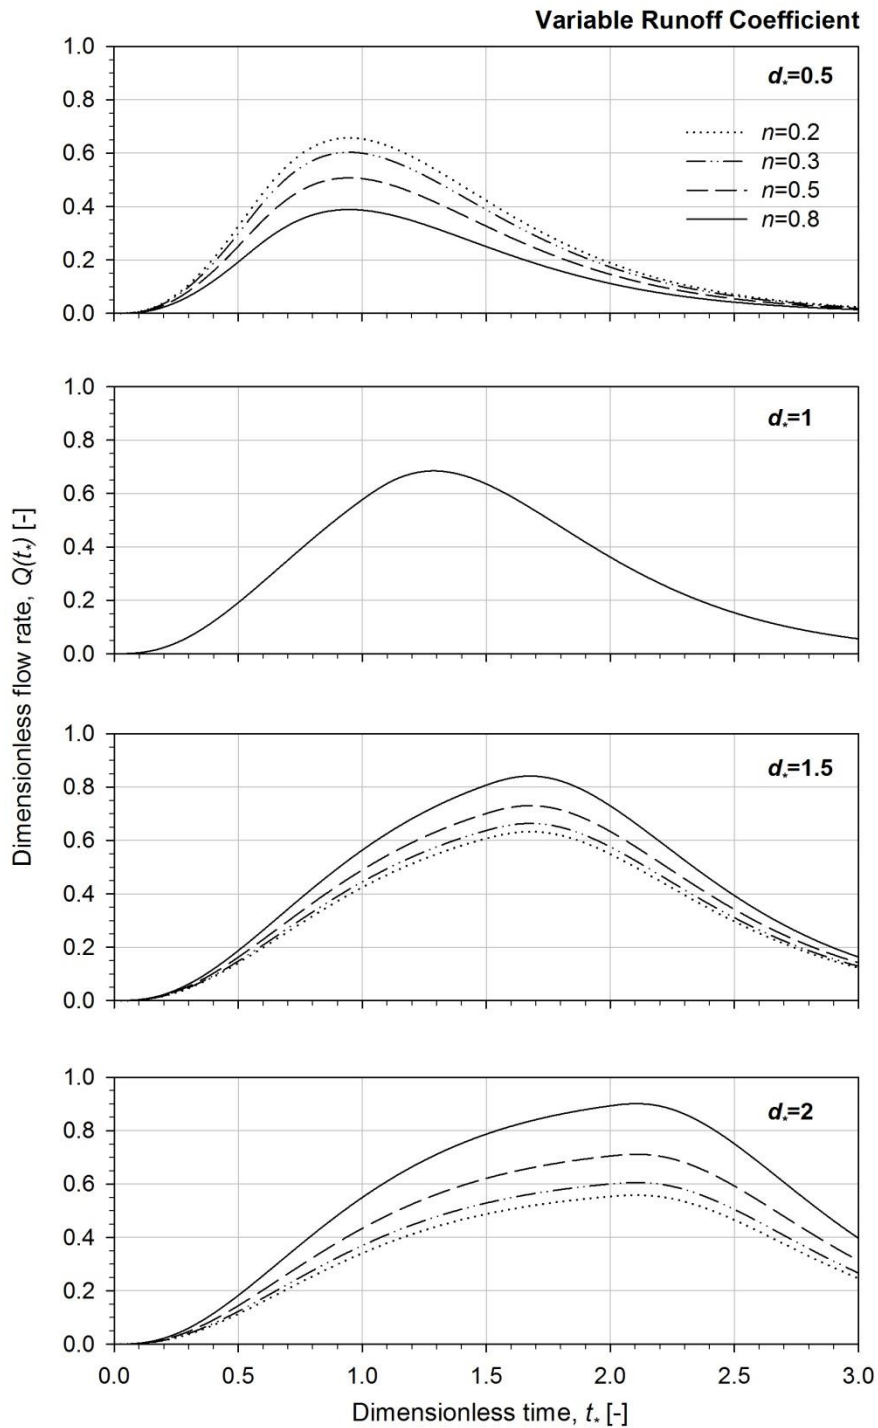 Variable Runoff Coefficient
1.0
0.8
0.6
0.4
0.2
0.0
d*=0.5
n=0.2
n=0.3
n=0.5
n=0.8
1.0
0.8
0.6
0.4
0.2
0.0
d*=1
Dimensionless flow rate, Q(t*) [-]
1.0
0.8
0.6
0.4
0.2
0.0
d*=1.5
1.0
0.8
0.6
0.4
0.2
0.0
d*=2
0.0 0.5 1.0 1.5 2.0 2.5 3.0
Dimensionless time, t* [-]